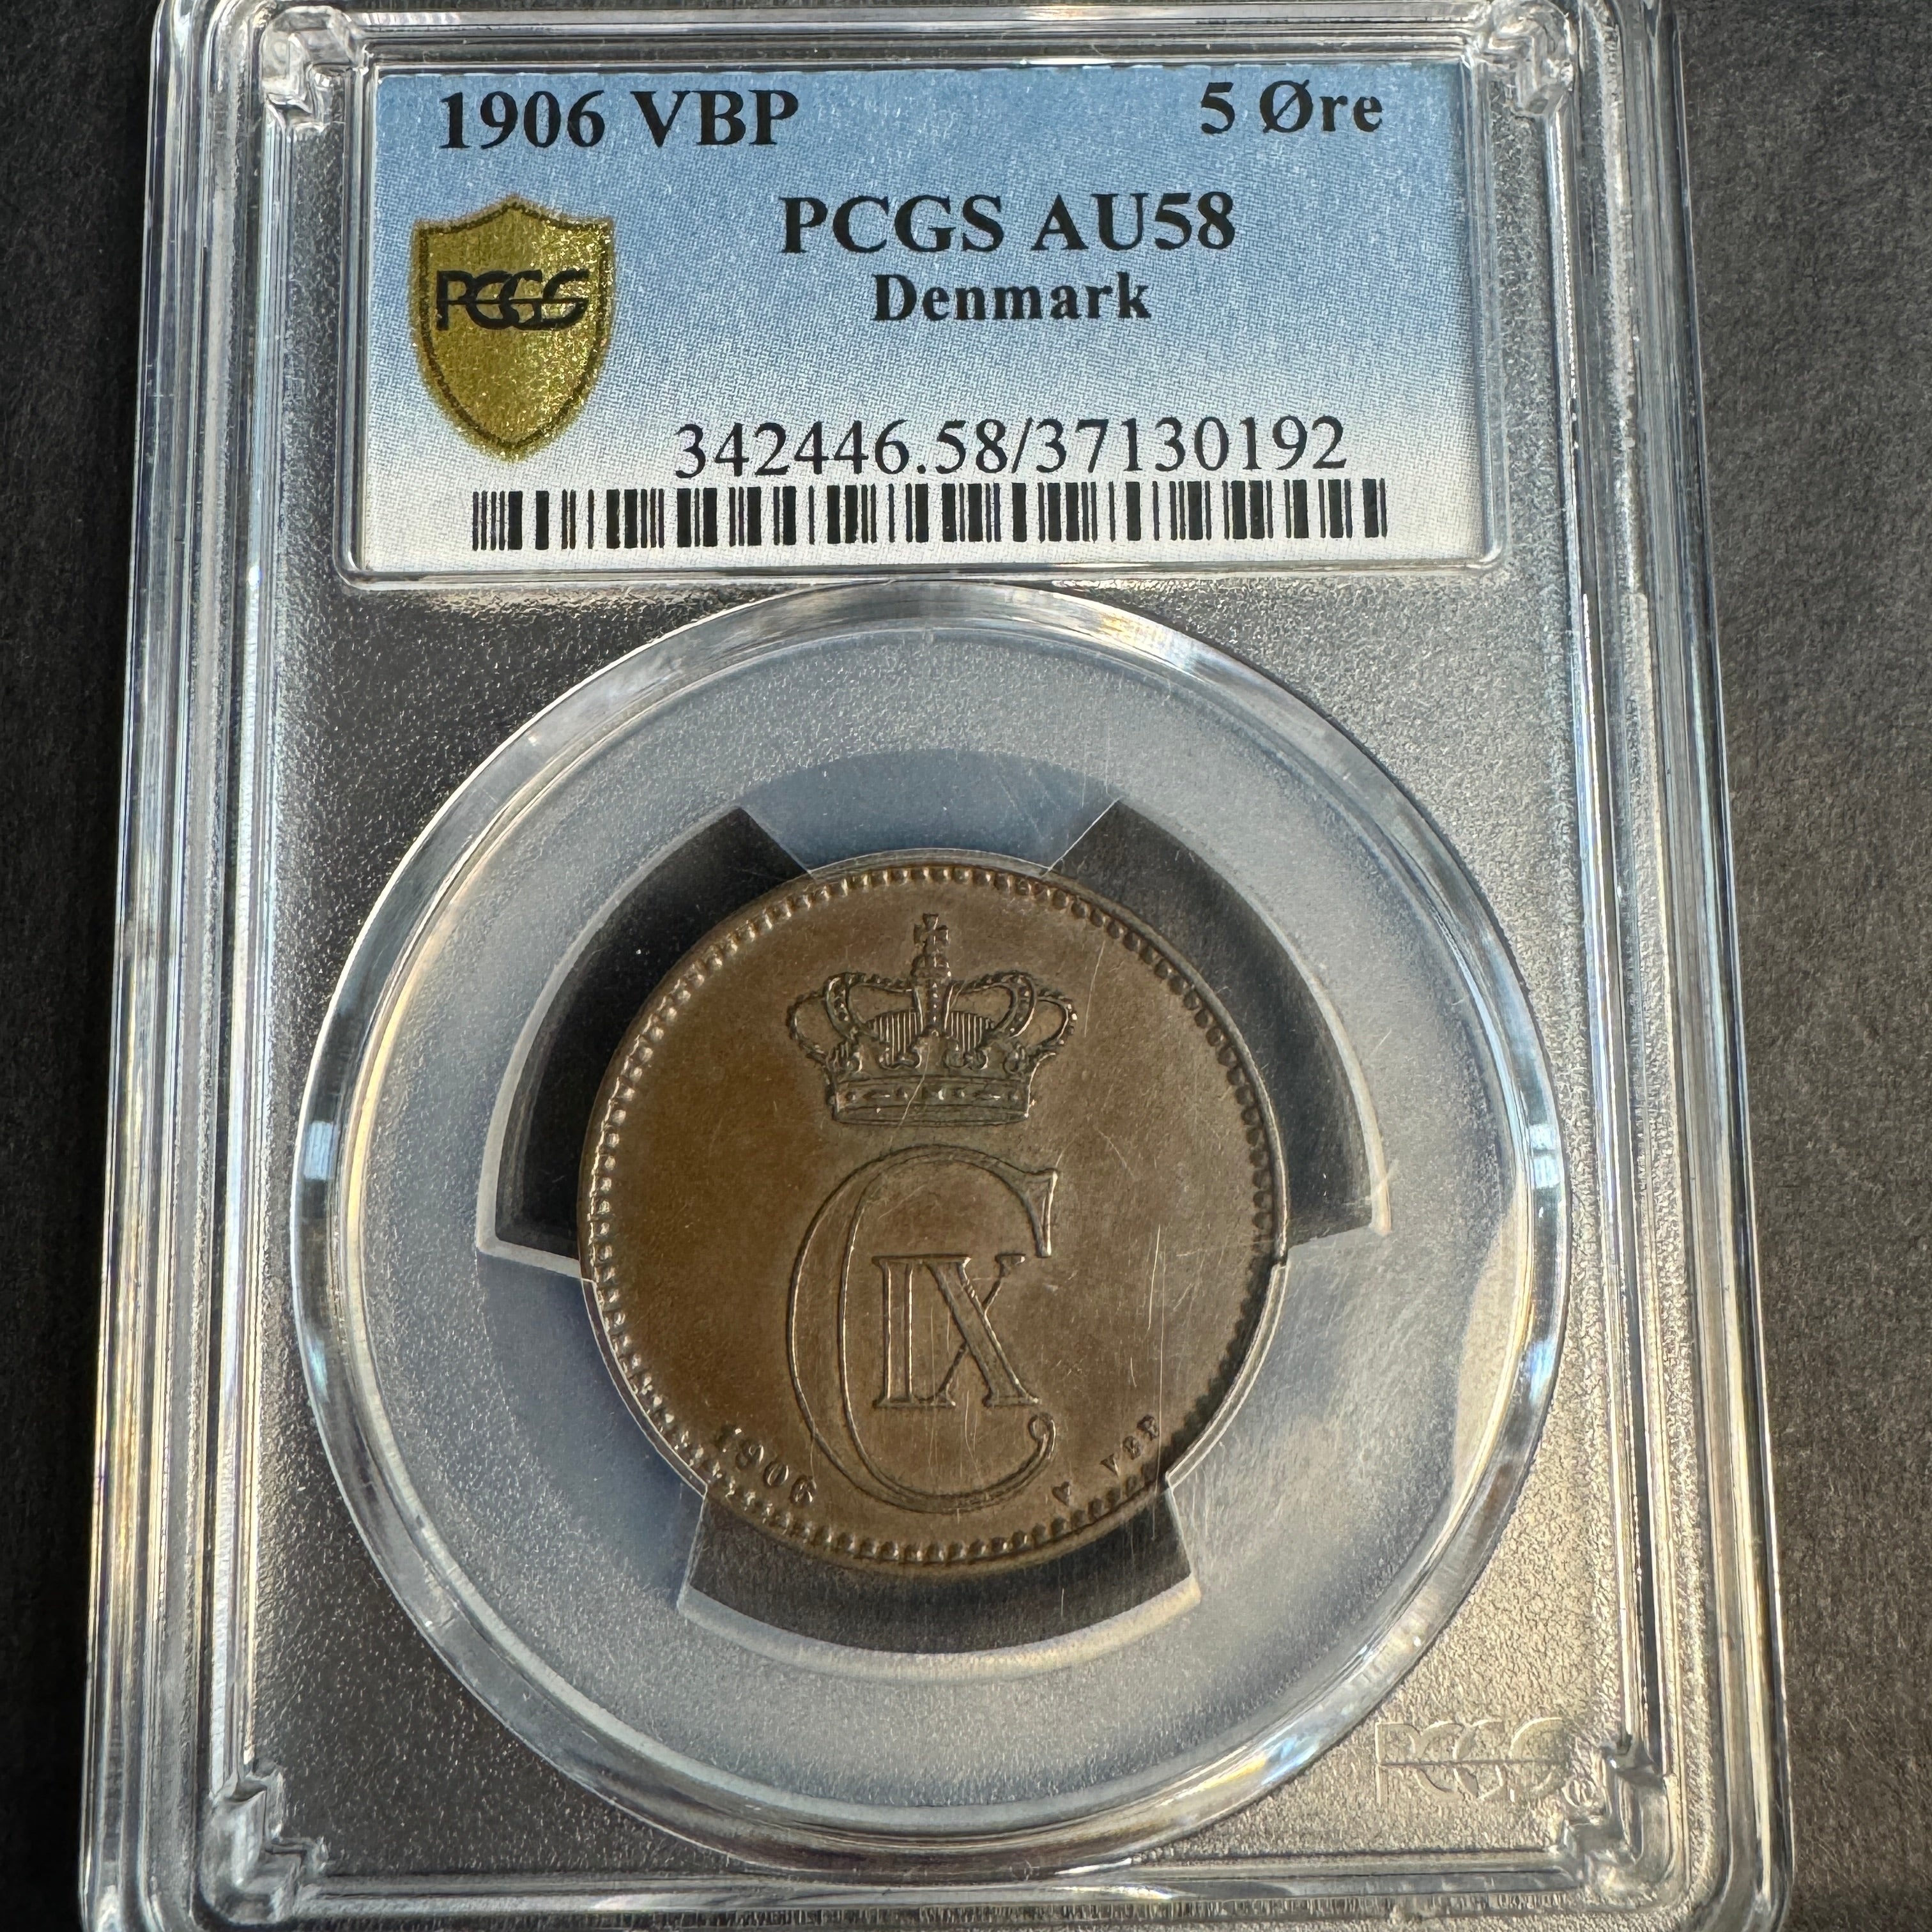 1906 VBP 5 Øre
PCGS AU58
Denmark
PCGS
342446.58/37130192
C IX
1906 VBP
PCGS